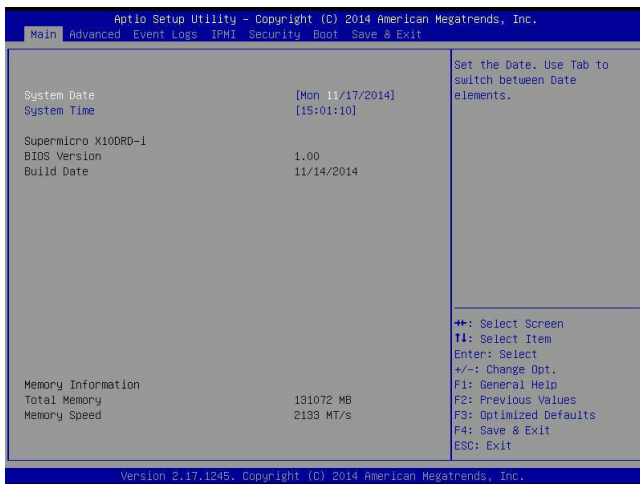 Aptio Setup Utility – Copyright (C) 2014 American Megatrends, Inc.
Main Advanced Event Logs IPMI Security Boot Save & Exit
System Date [Mon 11/17/2014]
System Time [15:01:10]
Supermicro X10DRD-i
BIOS Version 1.00
Build Date 11/14/2014
Memory Information
Total Memory 131072 MB
Memory Speed 2133 MT/s
Set the Date. Use Tab to
switch between Date
elements.
→←: Select Screen
↑↓: Select Item
Enter: Select
+/-: Change Opt.
F1: General Help
F2: Previous Values
F3: Optimized Defaults
F4: Save & Exit
ESC: Exit
Version 2.17.1245. Copyright (C) 2014 American Megatrends, Inc.